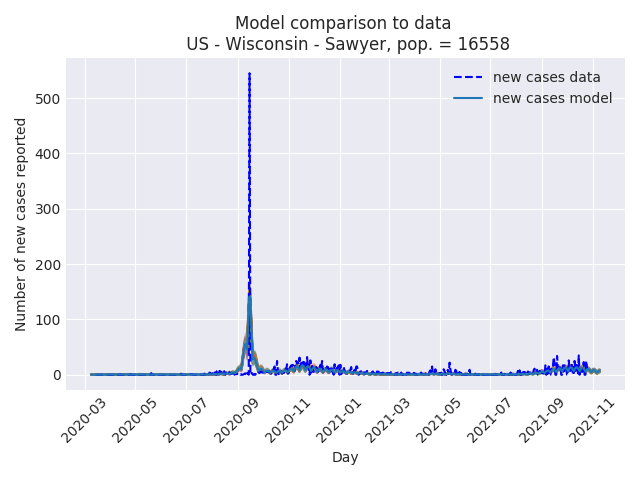 Model comparison to data
US - Wisconsin - Sawyer, pop. = 16558
new cases data
new cases model
Number of new cases reported
500
400
300
200
100
0
2020-03
2020-05
2020-07
2020-09
2020-11
2021-01
2021-03
2021-05
2021-07
2021-09
2021-11
Day